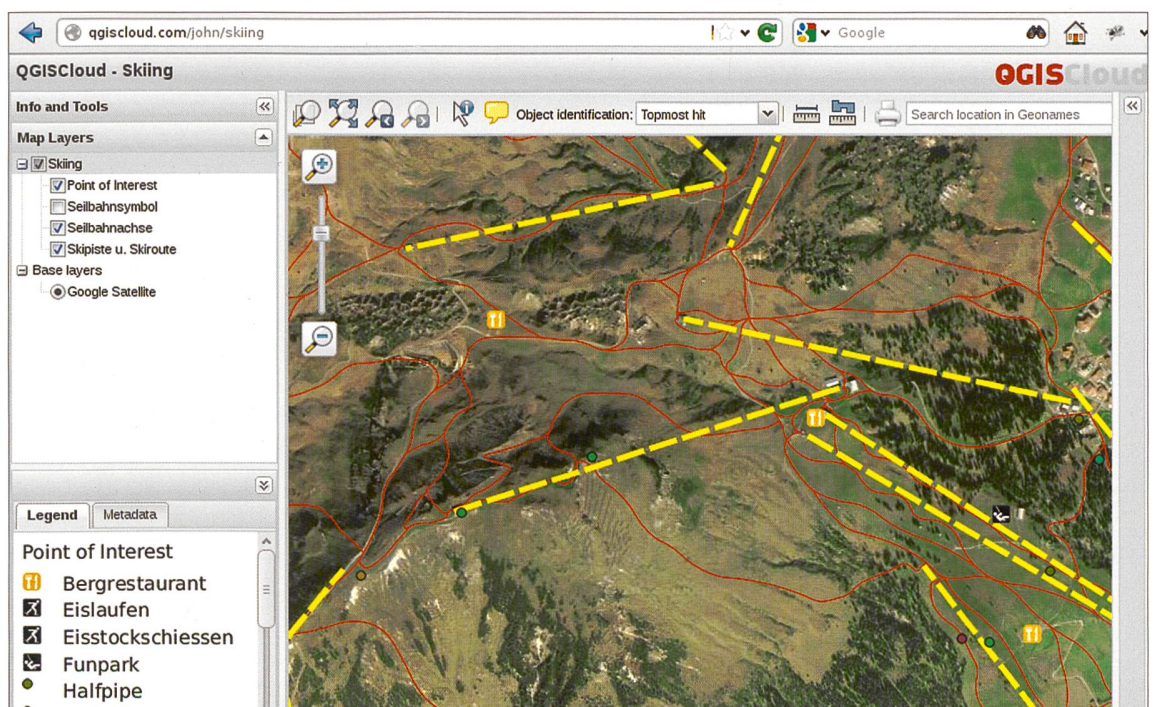 qgiscloud.com/john/skiing
Google
QGISCloud - Skiing
QGISCloud
Info and Tools
Object identification: Topmost hit
Search location in Geonames
Map Layers
Skiing
Point of Interest
Seilbahnsymbol
Seilbahnachse
Skipiste u. Skiroute
Base layers
Google Satellite
Legend
Metadata
Point of Interest
Bergrestaurant
Eislaufen
Eisstockschiessen
Funpark
Halfpipe